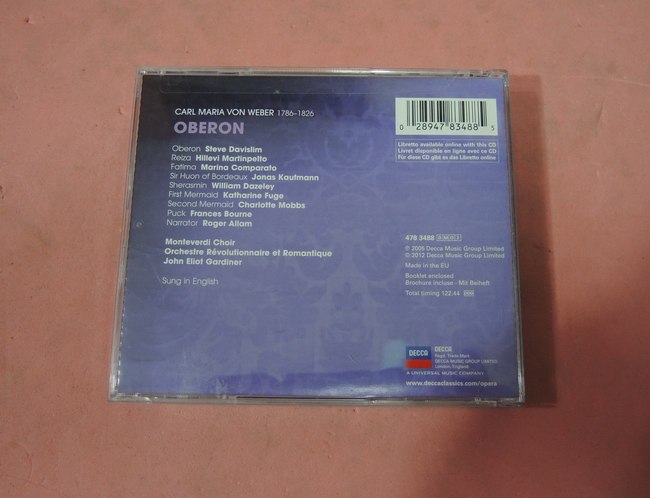 CARL MARIA VON WEBER 1786–1826
OBERON
Oberon Steve Davislim
Reiza Hillevi Martinpelto
Fatima Marina Comparato
Sir Huon of Bordeaux Jonas Kaufmann
Sherasmin William Dazeley
First Mermaid Katharine Fuge
Second Mermaid Charlotte Mobbs
Puck Frances Bourne
Narrator Roger Allam
Monteverdi Choir
Orchestre Révolutionnaire et Romantique
John Eliot Gardiner
Sung in English
0 28947 83488 5
Libretto available online with this CD
Livret disponible en ligne avec ce CD
Für diese CD gibt es das Libretto online
478 3488
℗ 2005 Decca Music Group Limited
© 2012 Decca Music Group Limited
Made in the EU
Booklet enclosed
Brochure incluse · Mit Beiheft
Total timing 122.44 DDD
DECCA
DECCA
Regd. Trade Mark
DECCA MUSIC GROUP LIMITED
London, England
A UNIVERSAL MUSIC COMPANY
www.deccaclassics.com/opera